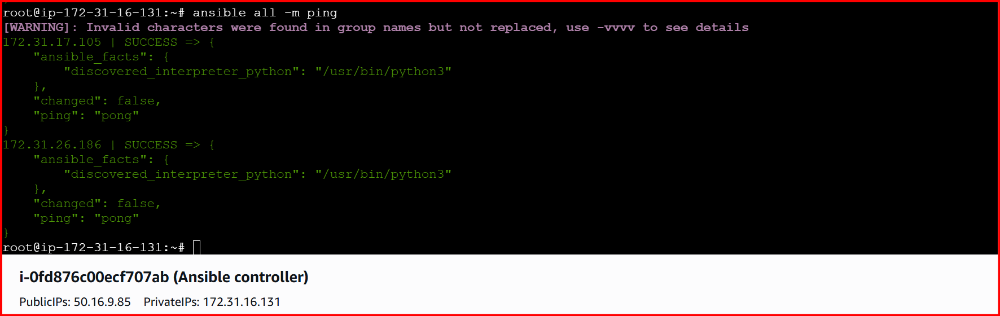 root@ip-172-31-16-131:~# ansible all -m ping
[WARNING]: Invalid characters were found in group names but not replaced, use -vvvv to see details
172.31.17.105 | SUCCESS => {
    "ansible_facts": {
        "discovered_interpreter_python": "/usr/bin/python3"
    },
    "changed": false,
    "ping": "pong"
}
172.31.26.186 | SUCCESS => {
    "ansible_facts": {
        "discovered_interpreter_python": "/usr/bin/python3"
    },
    "changed": false,
    "ping": "pong"
}
root@ip-172-31-16-131:~#
i-0fd876c00ecf707ab (Ansible controller)
PublicIPs: 50.16.9.85 PrivateIPs: 172.31.16.131